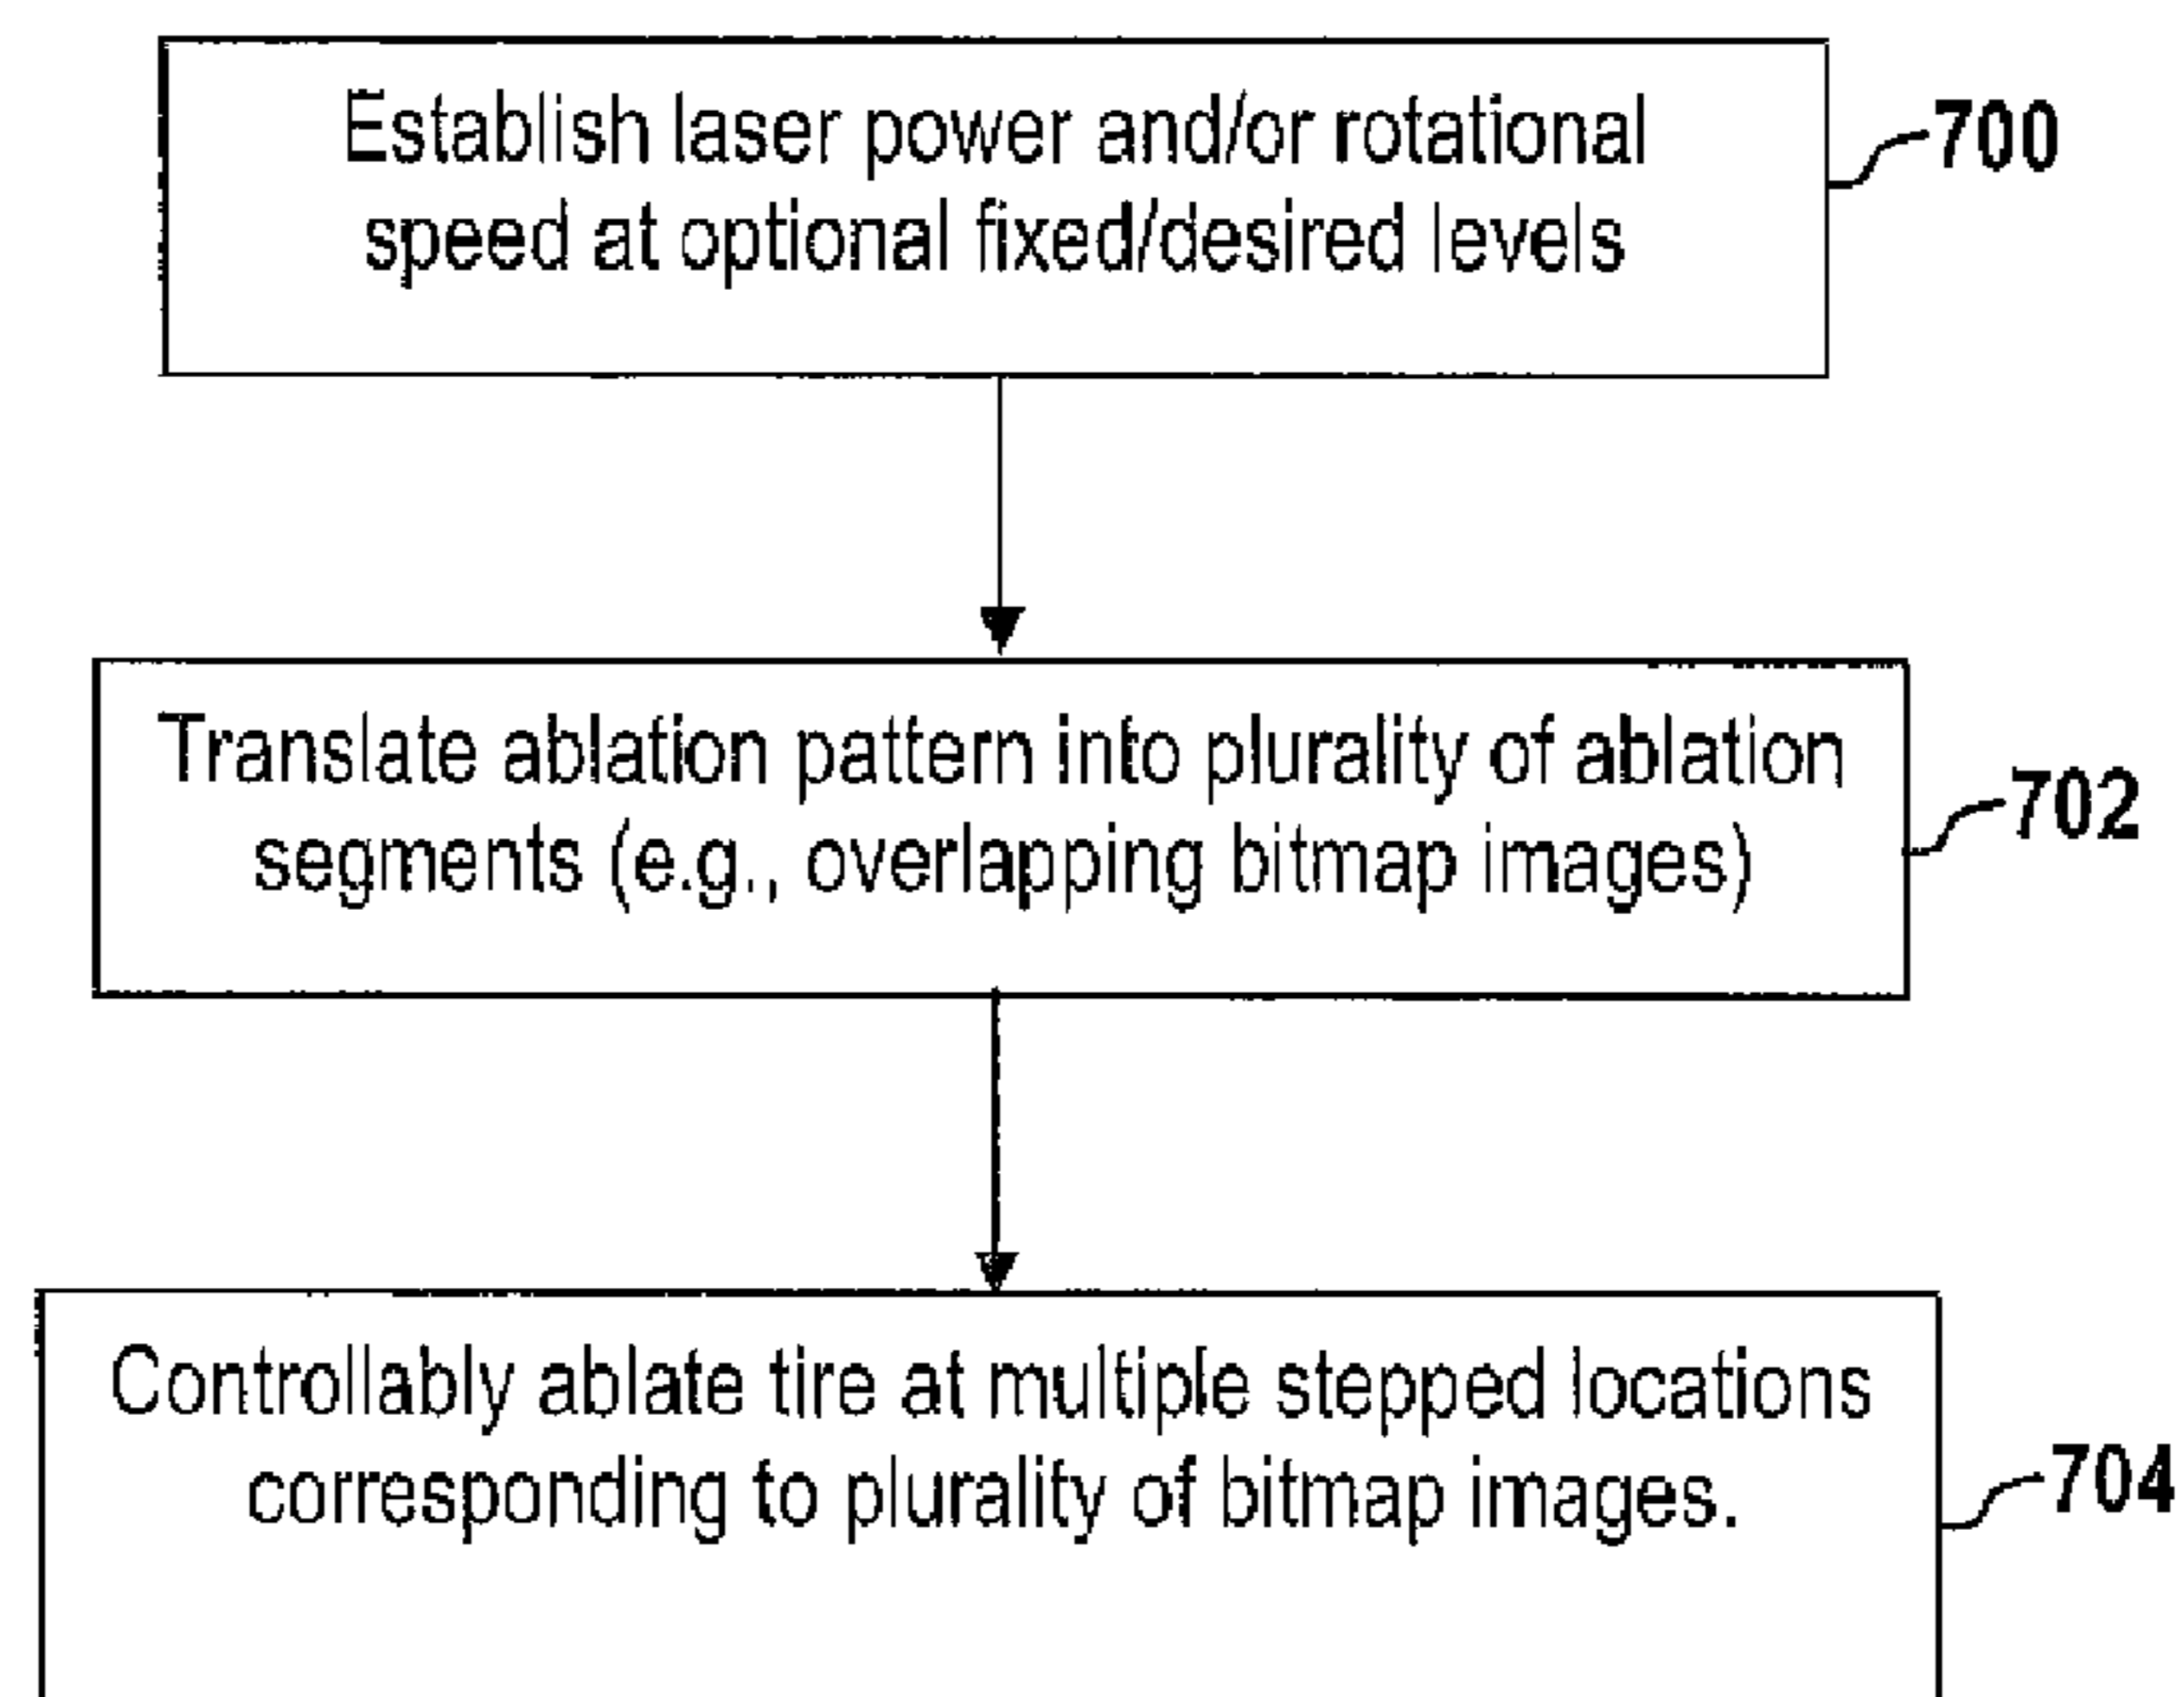 Establish laser power and/or rotational
speed at optional fixed/desired levels
700
Translate ablation pattern into plurality of ablation
segments (e.g., overlapping bitmap images)
702
Controllably ablate tire at multiple stepped locations
corresponding to plurality of bitmap images.
704